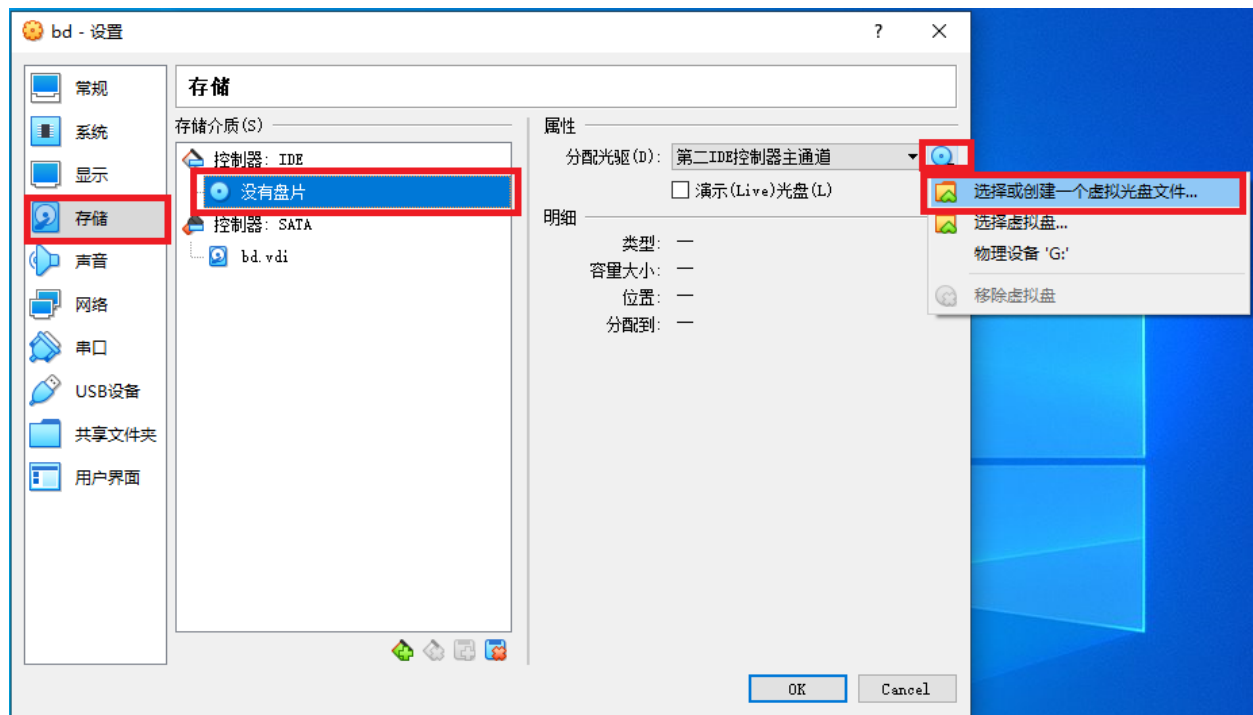 bd - 设置
?
常规
系统
显示
存储
声音
网络
串口
USB设备
共享文件夹
用户界面
存储
存储介质(S)
控制器: IDE
没有盘片
控制器: SATA
bd.vdi
属性
分配光驱(D): 第二IDE控制器主通道
演示(Live)光盘(L)
明细
类型: —
容量大小: —
位置: —
分配到: —
选择或创建一个虚拟光盘文件...
选择虚拟盘...
物理设备 'G:'
移除虚拟盘
OK
Cancel